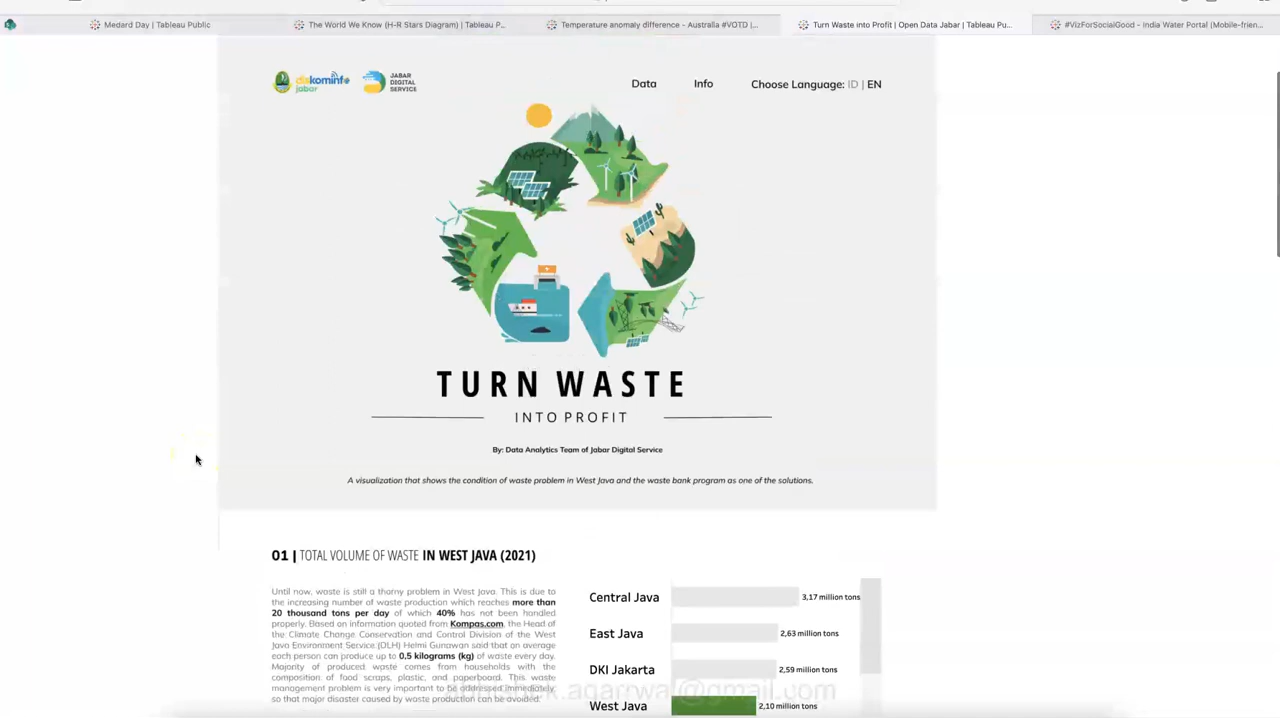 Medard Day | Tableau Public
The World We Know (H-R Stars Diagram) | Tableau P...
Temperature anomaly difference - Australia #VOTD |...
Turn Waste into Profit | Open Data Jabar | Tableau Pu...
#VizForSocialGood - India Water Portal (Mobile-frien...
diskominfo
jabar
JABAR
DIGITAL
SERVICE
Data
Info
Choose Language: ID | EN
TURN WASTE
INTO PROFIT
By: Data Analytics Team of Jabar Digital Service
A visualization that shows the condition of waste problem in West Java and the waste bank program as one of the solutions.
01 | TOTAL VOLUME OF WASTE IN WEST JAVA (2021)
Until now, waste is still a thorny problem in West Java. This is due to
the increasing number of waste production which reaches more than
20 thousand tons per day of which 40% has not been handled
properly. Based on information quoted from Kompas.com, the Head of
the Climate Change Conservation and Control Division of the West
Java Environment Service (DLH) Helmi Gunawan said that on average
each person can produce up to 0.5 kilograms (kg) of waste every day.
Majority of produced waste comes from households with the
composition of food scraps, plastic, and paperboard. This waste
management problem is very important to be addressed immediately,
so that major disaster caused by waste production can be avoided.
Central Java
3,17 million tons
East Java
2,63 million tons
DKI Jakarta
2,59 million tons
West Java
2,10 million tons